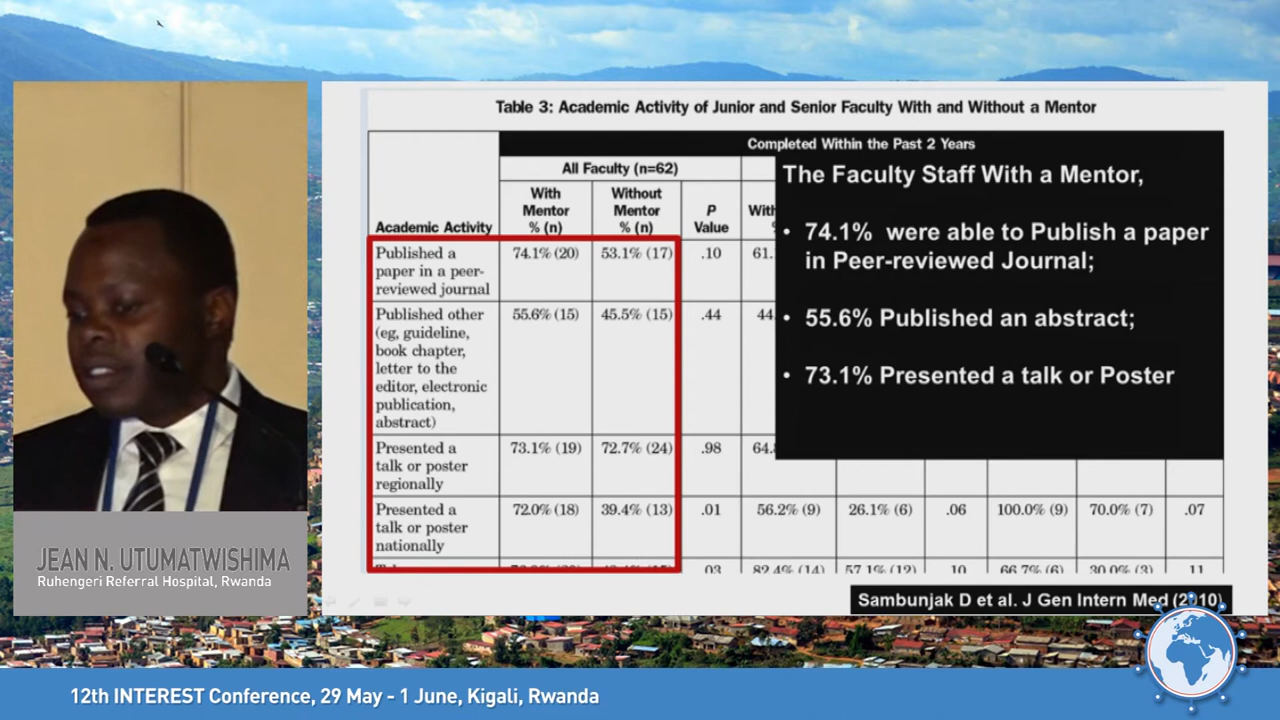 Table 3: Academic Activity of Junior and Senior Faculty With and Without a Mentor
Completed Within the Past 2 Years
All Faculty (n=62)
Academic Activity
With Mentor % (n)
Without Mentor % (n)
P Value
Published a paper in a peer-reviewed journal 74.1% (20) 53.1% (17) .10 61.
Published other (eg, guideline, book chapter, letter to the editor, electronic publication, abstract) 55.6% (15) 45.5% (15) .44 44.
Presented a talk or poster regionally 73.1% (19) 72.7% (24) .98 64.
Presented a talk or poster nationally 72.0% (18) 39.4% (13) .01 56.2% (9) 26.1% (6) .06 100.0% (9) 70.0% (7) .07
The Faculty Staff With a Mentor,
• 74.1% were able to Publish a paper
in Peer-reviewed Journal;
• 55.6% Published an abstract;
• 73.1% Presented a talk or Poster
Sambunjak D et al. J Gen Intern Med (2010)
JEAN N. UTUMATWISHIMA
Ruhengeri Referral Hospital, Rwanda
12th INTEREST Conference, 29 May - 1 June, Kigali, Rwanda